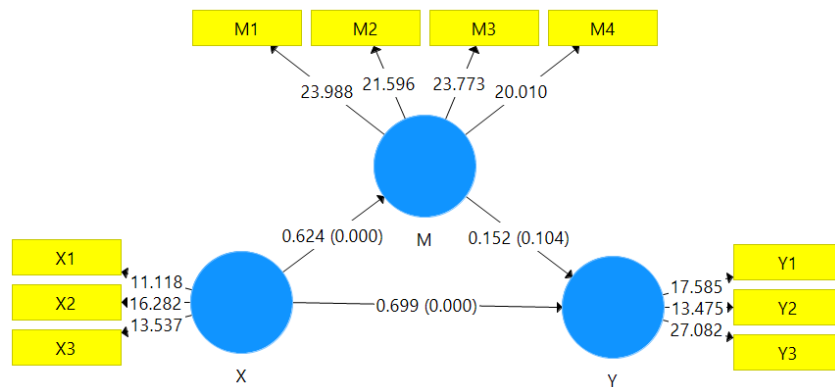 M1 M2 M3 M4
23.988 21.596 23.773 20.010
M
0.624 (0.000) 0.152 (0.104)
X1
X2
X3
11.118
16.282
13.537
0.699 (0.000)
17.585
13.475
27.082
Y1
Y2
Y3
X Y